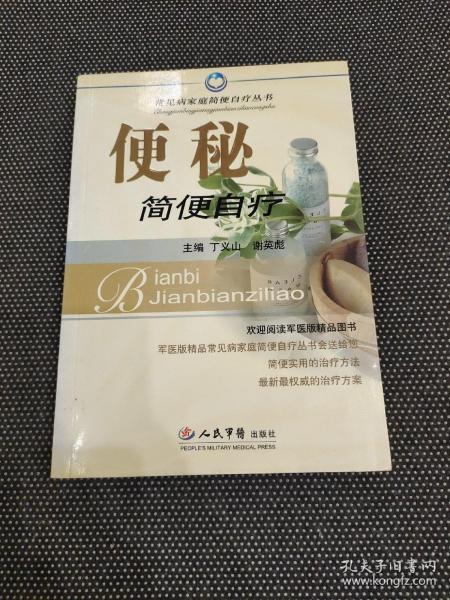 常见病家庭简便自疗丛书
便秘
简便自疗
主编 丁义山 谢英彪
Bianbi
Jianbianziliao
欢迎阅读军医版精品图书
军医版精品常见病家庭简便自疗丛书会送给您
简便实用的治疗方法
最新最权威的治疗方案
人民军医出版社
PEOPLE'S MILITARY MEDICAL PRESS
孔夫子旧书网
www.kongfz.com